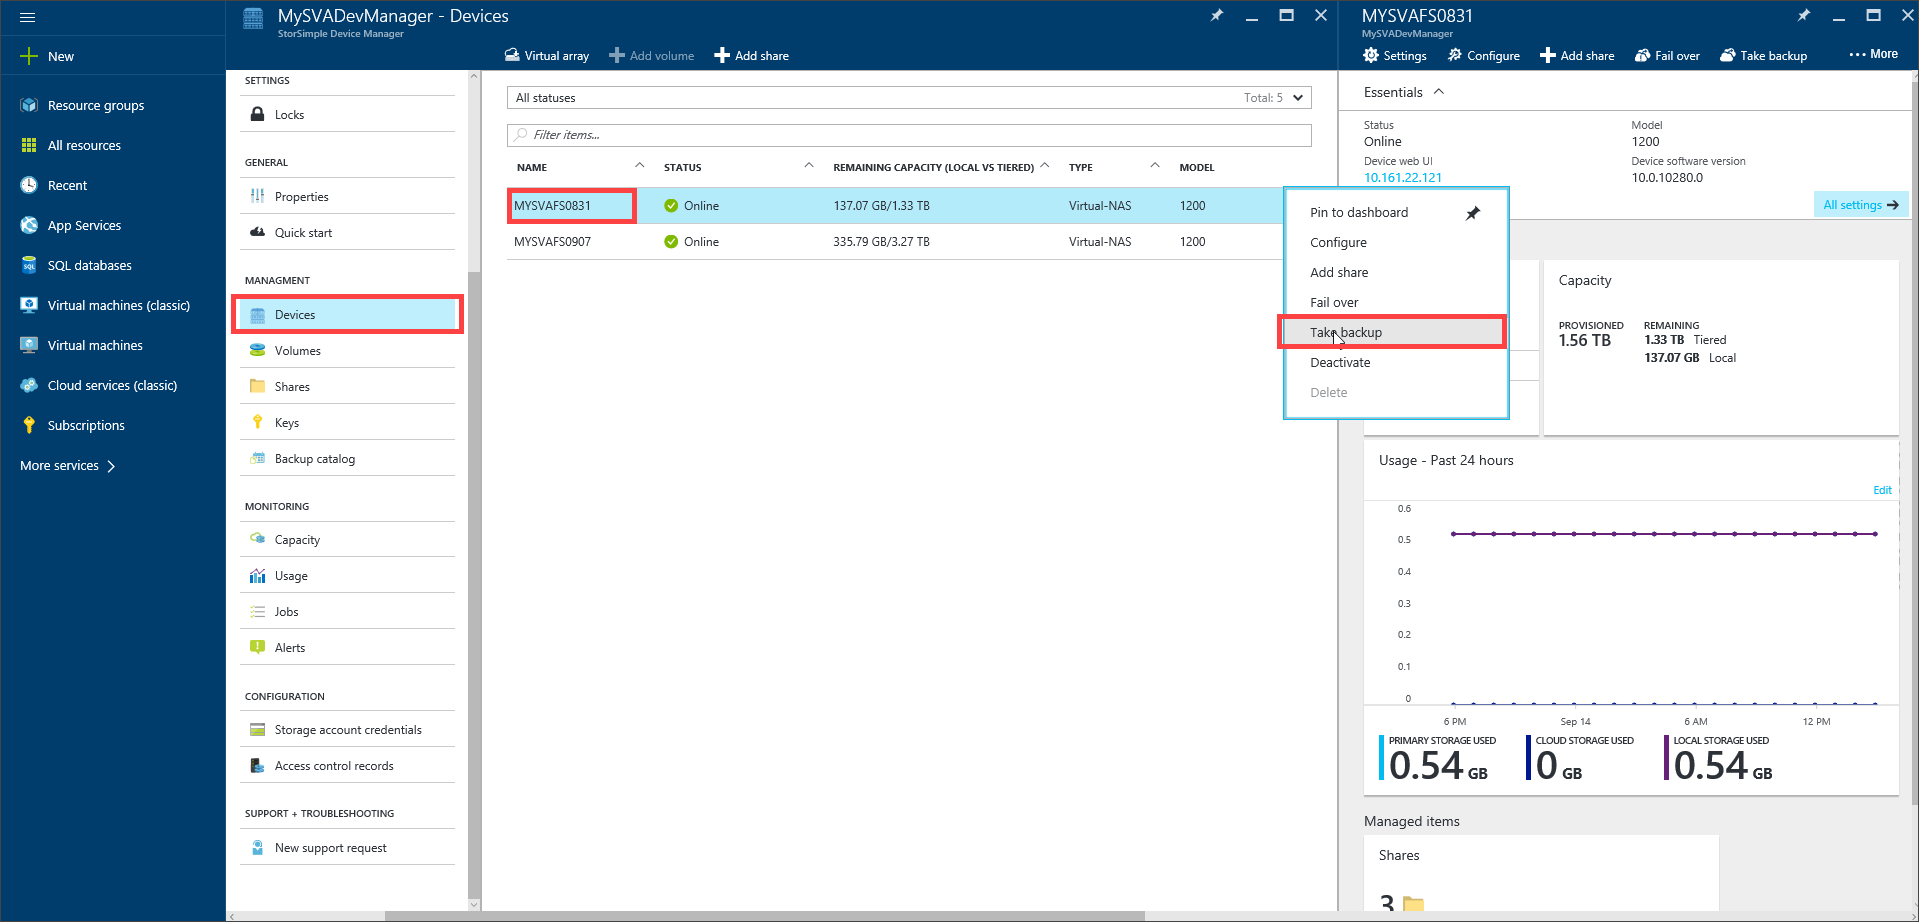 New
Resource groups
All resources
Recent
App Services
SQL databases
Virtual machines (classic)
Virtual machines
Cloud services (classic)
Subscriptions
More services
MySVADevManager - Devices
StorSimple Device Manager
Virtual array
Add volume
Add share
SETTINGS
Locks
GENERAL
Properties
Quick start
MANAGMENT
Devices
Volumes
Shares
Keys
Backup catalog
MONITORING
Capacity
Usage
Jobs
Alerts
CONFIGURATION
Storage account credentials
Access control records
SUPPORT + TROUBLESHOOTING
New support request
All statuses Total: 5
Filter items...
NAME STATUS REMAINING CAPACITY (LOCAL VS TIERED) TYPE MODEL
MYSVAFS0831 Online 137.07 GB/1.33 TB Virtual-NAS 1200
MYSVAFS0907 Online 335.79 GB/3.27 TB Virtual-NAS 1200
Pin to dashboard
Configure
Add share
Fail over
Take backup
Deactivate
Delete
MYSVAFS0831
MySVADevManager
Settings Configure Add share Fail over Take backup ··· More
Essentials
Status Model
Online 1200
Device web UI Device software version
10.161.22.121 10.0.10280.0
All settings
Capacity
PROVISIONED REMAINING
1.56 TB 1.33 TB Tiered
137.07 GB Local
Usage - Past 24 hours
Edit
0.6
0.5
0.4
0.3
0.2
0.1
0
6 PM Sep 14 6 AM 12 PM
PRIMARY STORAGE USED CLOUD STORAGE USED LOCAL STORAGE USED
0.54 GB 0 GB 0.54 GB
Managed items
Shares
3